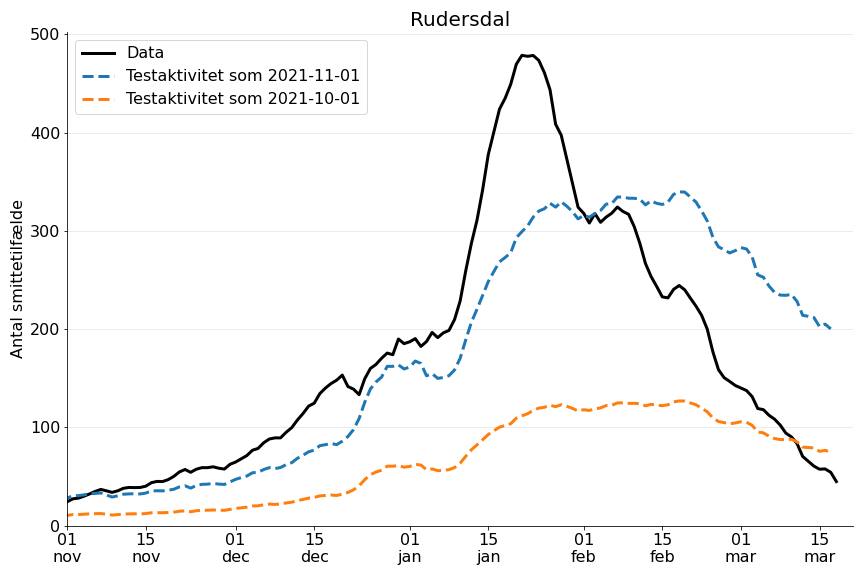 Rudersdal
Data
Testaktivitet som 2021-11-01
Testaktivitet som 2021-10-01
Antal smittetilfælde
500
400
300
200
100
0
01 15 01 15 01 15 01 15 01 15
nov nov dec dec jan jan feb feb mar mar